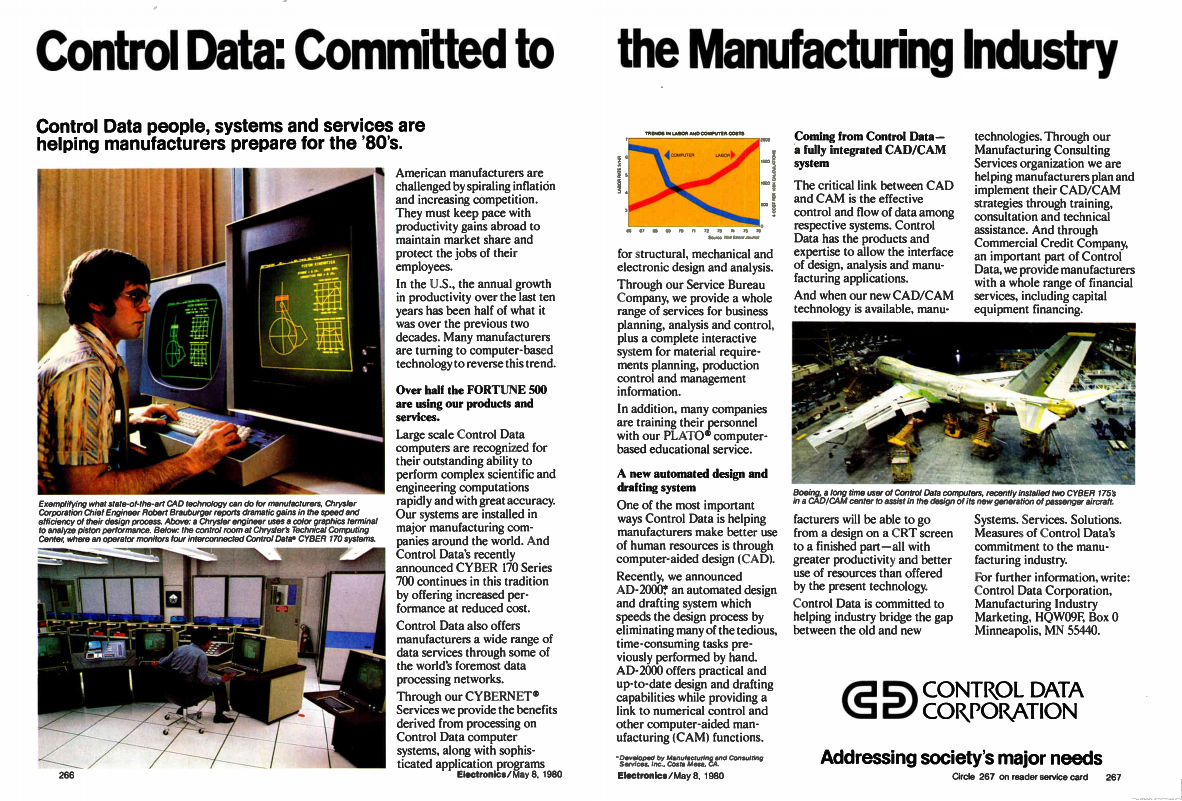 Control Data: Committed to the Manufacturing Industry
Control Data people, systems and services are
helping manufacturers prepare for the '80's.
American manufacturers are
challenged by spiraling inflation
and increasing competition.
They must keep pace with
productivity gains abroad to
maintain market share and
protect the jobs of their
employees.
In the U.S., the annual growth
in productivity over the last ten
years has been half of what it
was over the previous two
decades. Many manufacturers
are turning to computer-based
technology to reverse this trend.
Over half the FORTUNE 500
are using our products and
services.
Large scale Control Data
computers are recognized for
their outstanding ability to
perform complex scientific and
engineering computations
rapidly and with great accuracy.
Our systems are installed in
major manufacturing com-
panies around the world. And
Control Data's recently
announced CYBER 170 Series
700 continues in this tradition
by offering increased per-
formance at reduced cost.
Control Data also offers
manufacturers a wide range of
data services through some of
the world's foremost data
processing networks.
Through our CYBERNET®
Services we provide the benefits
derived from processing on
Control Data computer
systems, along with sophis-
ticated application programs
Exemplifying what state-of-the-art CAD technology can do for manufacturers, Chrysler
Corporation Chief Engineer Robert Brauburger reports dramatic gains in the speed and
efficiency of their design process. Above: a Chrysler engineer uses a color graphics terminal
to analyze piston performance. Below: the control room at Chrysler's Technical Computing
Center, where an operator monitors four interconnected Control Data® CYBER 170 systems.
266
Electronics/May 8, 1980
TRENDS IN LABOR AND COMPUTER COSTS
COMPUTER
LABOR
LABOR RATE $/HR
Source: Wall Street Journal
for structural, mechanical and
electronic design and analysis.
Through our Service Bureau
Company, we provide a whole
range of services for business
planning, analysis and control,
plus a complete interactive
system for material require-
ments planning, production
control and management
information.
In addition, many companies
are training their personnel
with our PLATO® computer-
based educational service.
A new automated design and
drafting system
One of the most important
ways Control Data is helping
manufacturers make better use
of human resources is through
computer-aided design (CAD).
Recently, we announced
AD-2000,* an automated design
and drafting system which
speeds the design process by
eliminating many of the tedious,
time-consuming tasks pre-
viously performed by hand.
AD-2000 offers practical and
up-to-date design and drafting
capabilities while providing a
link to numerical control and
other computer-aided man-
ufacturing (CAM) functions.
*Developed by Manufacturing and Consulting
Services, Inc., Costa Mesa, CA.
Electronics/May 8, 1980
Coming from Control Data—
a fully integrated CAD/CAM
system
The critical link between CAD
and CAM is the effective
control and flow of data among
respective systems. Control
Data has the products and
expertise to allow the interface
of design, analysis and manu-
facturing applications.
And when our new CAD/CAM
technology is available, manu-
facturers will be able to go
from a design on a CRT screen
to a finished part—all with
greater productivity and better
use of resources than offered
by the present technology.
Control Data is committed to
helping industry bridge the gap
between the old and new
technologies. Through our
Manufacturing Consulting
Services organization we are
helping manufacturers plan and
implement their CAD/CAM
strategies through training,
consultation and technical
assistance. And through
Commercial Credit Company,
an important part of Control
Data, we provide manufacturers
with a whole range of financial
services, including capital
equipment financing.
Boeing, a long time user of Control Data computers, recently installed two CYBER 175's
in a CAD/CAM center to assist in the design of its new generation of passenger aircraft.
Systems. Services. Solutions.
Measures of Control Data's
commitment to the manu-
facturing industry.
For further information, write:
Control Data Corporation,
Manufacturing Industry
Marketing, HQW09F, Box 0
Minneapolis, MN 55440.
CONTROL DATA
CORPORATION
Addressing society's major needs
Circle 267 on reader service card
267